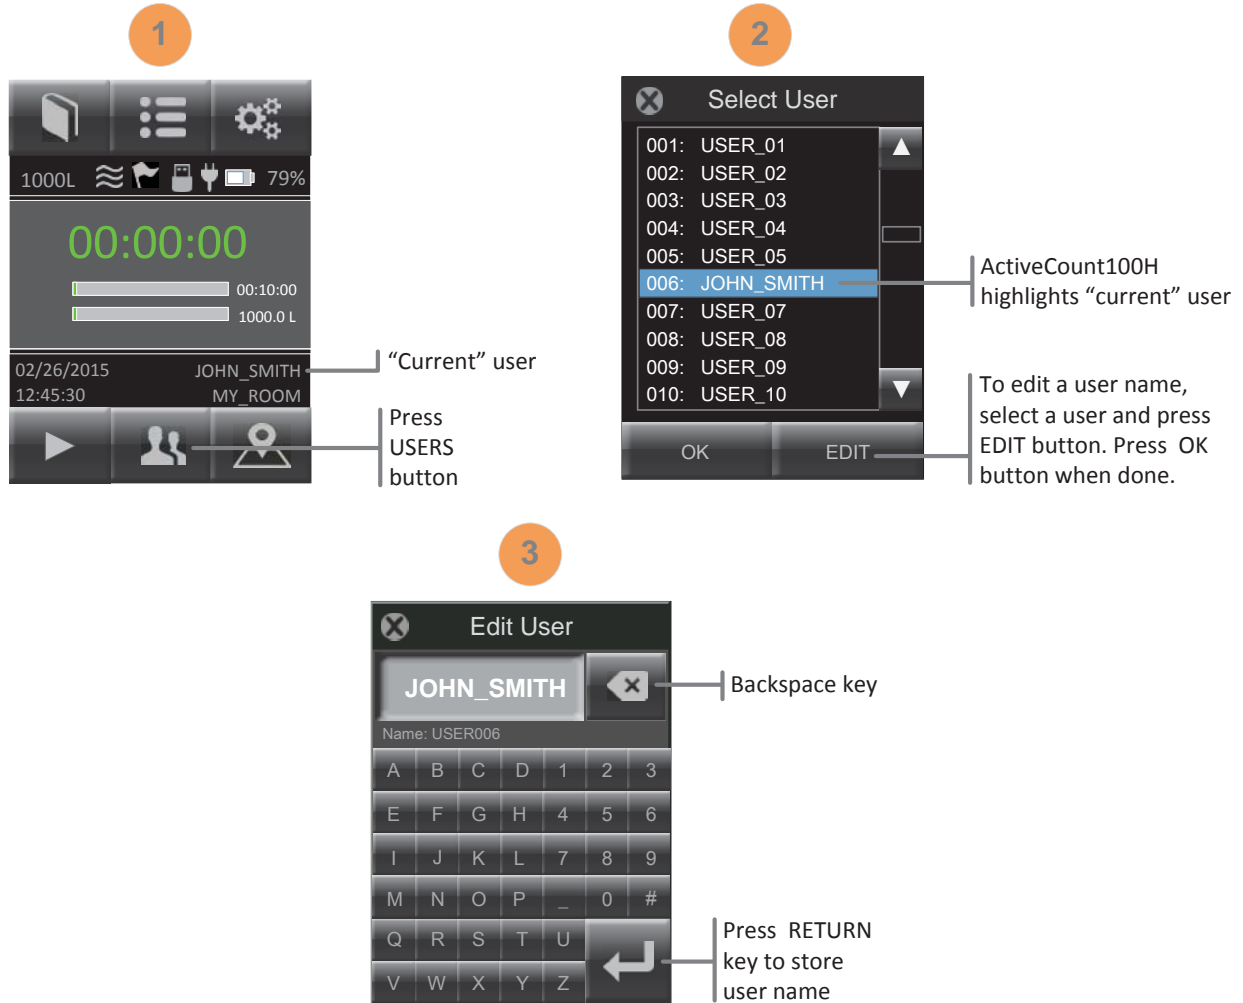 1
1000L 79%
00:00:00
00:10:00
1000.0 L
02/26/2015 JOHN_SMITH
12:45:30 MY_ROOM
"Current" user
Press
USERS
button
2
Select User
001: USER_01
002: USER_02
003: USER_03
004: USER_04
005: USER_05
006: JOHN_SMITH
007: USER_07
008: USER_08
009: USER_09
010: USER_10
OK EDIT
ActiveCount100H
highlights “current” user
To edit a user name,
select a user and press
EDIT button. Press OK
button when done.
3
Edit User
JOHN_SMITH
Name: USER006
A B C D 1 2 3
E F G H 4 5 6
I J K L 7 8 9
M N O P _ 0 #
Q R S T U
V W X Y Z
Backspace key
Press RETURN
key to store
user name